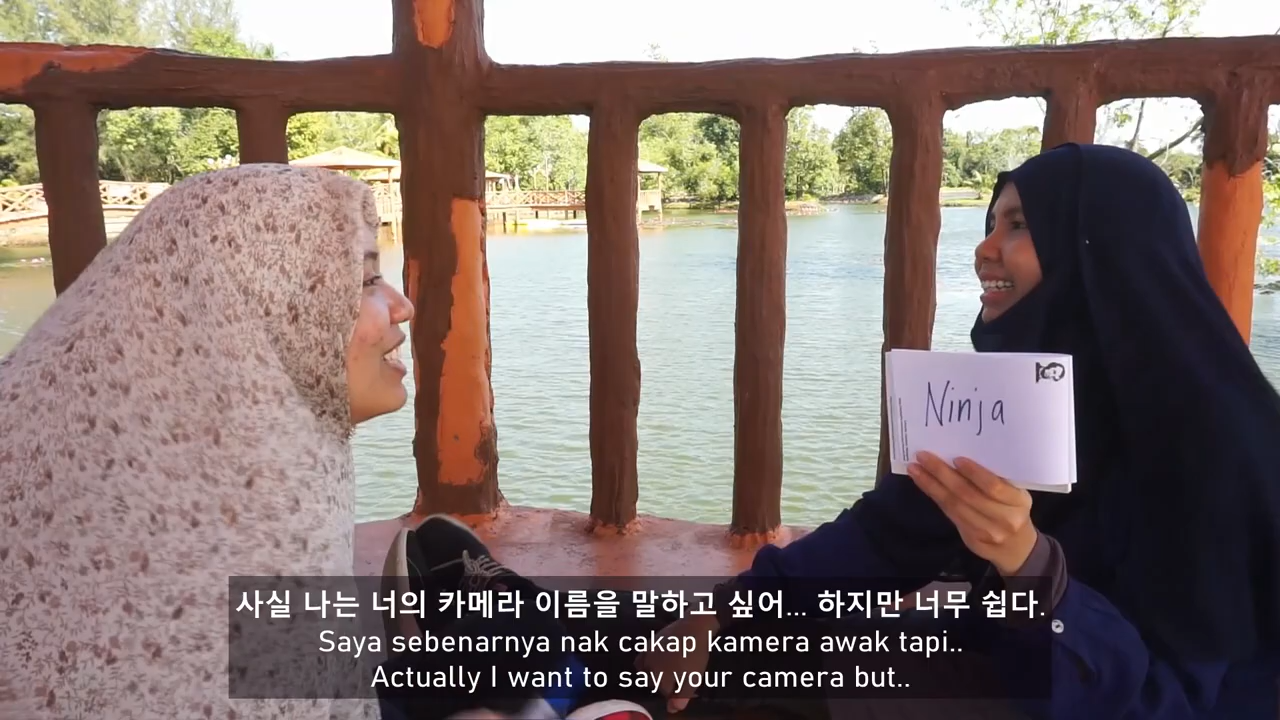 Ninja
사실 나는 너의 카메라 이름을 말하고 싶어... 하지만 너무 쉽다.
Saya sebenarnya nak cakap kamera awak tapi..
Actually I want to say your camera but..